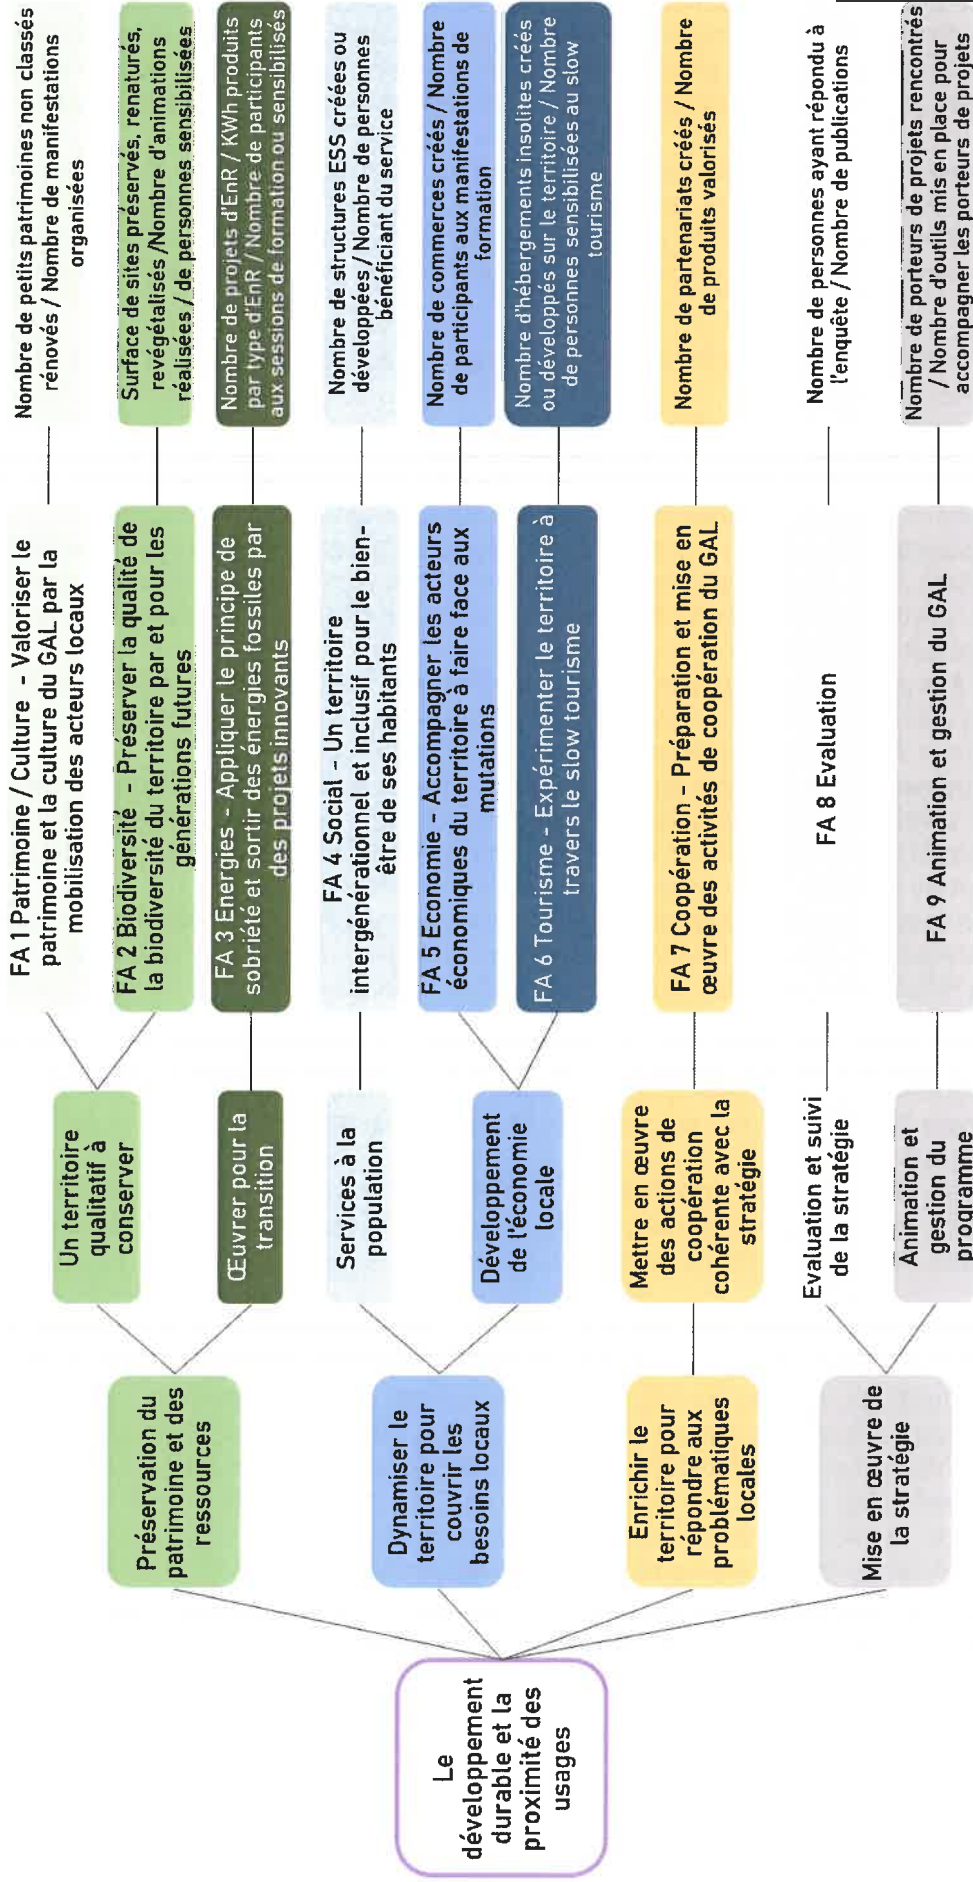 Le
développement
durable et la
proximité des
usages
Préservation du
patrimoine et des
ressources
Dynamiser le
territoire pour
couvrir les
besoins locaux
Enrichir le
territoire pour
répondre aux
problématiques
locales
Mise en œuvre de
la stratégie
Un territoire
qualitatif à
conserver
Œuvrer pour la
transition
Services à la
population
Développement
de l'économie
locale
Mettre en œuvre
des actions de
coopération
cohérente avec la
stratégie
Evaluation et suivi
de la stratégie
Animation et
gestion du
programme
FA 1 Patrimoine / Culture - Valoriser le
patrimoine et la culture du GAL par la
mobilisation des acteurs locaux
FA 2 Biodiversité - Préserver la qualité de
la biodiversité du territoire par et pour les
générations futures
FA 3 Energies - Appliquer le principe de
sobriété et sortir des énergies fossiles par
des projets innovants
FA 4 Social - Un territoire
intergénérationnel et inclusif pour le bien-
être de ses habitants
FA 5 Economie - Accompagner les acteurs
économiques du territoire à faire face aux
mutations
FA 6 Tourisme - Expérimenter le territoire à
travers le slow tourisme
FA 7 Coopération - Préparation et mise en
œuvre des activités de coopération du GAL
FA 8 Evaluation
FA 9 Animation et gestion du GAL
Nombre de petits patrimoines non classés
rénovés / Nombre de manifestations
organisées
Surface de sites préservés, renaturés,
revégétalisés /Nombre d'animations
réalisées / de personnes sensibilisées
Nombre de projets d'EnR / KWh produits
par type d'EnR / Nombre de participants
aux sessions de formation ou sensibilisés
Nombre de structures ESS créées ou
développées / Nombre de personnes
bénéficiant du service
Nombre de commerces créés / Nombre
de participants aux manifestations de
formation
Nombre d'hébergements insolites créés
ou développés sur le territoire / Nombre
de personnes sensibilisées au slow
tourisme
Nombre de partenariats créés / Nombre
de produits valorisés
Nombre de personnes ayant répondu à
l'enquête / Nombre de publications
Nombre de porteurs de projets rencontrés
/ Nombre d'outils mis en place pour
accompagner les porteurs de projets